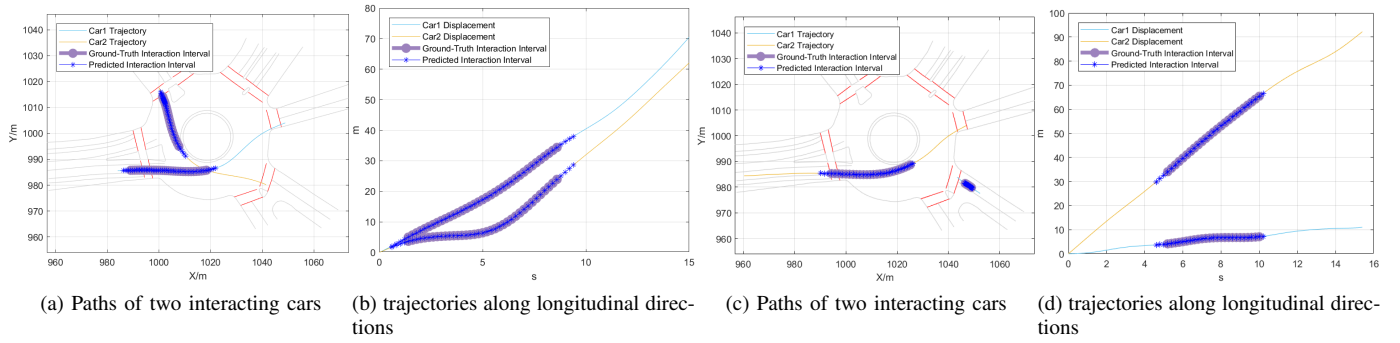 Car1 Trajectory
Car2 Trajectory
Ground-Truth Interaction Interval
Predicted Interaction Interval
1040
1030
1020
1010
1000
990
980
970
960
Y/m
960
980
1000
1020
1040
1060
X/m
(a) Paths of two interacting cars
Car1 Displacement
Car2 Displacement
Ground-Truth Interaction Interval
Predicted Interaction Interval
80
70
60
50
40
30
20
10
0
m
0
5
10
15
s
(b) trajectories along longitudinal direc-
tions
Car1 Trajectory
Car2 Trajectory
Ground-Truth Interaction Interval
Predicted Interaction Interval
1040
1030
1020
1010
1000
990
980
970
960
Y/m
960
980
1000
1020
1040
1060
X/m
(c) Paths of two interacting cars
Car1 Displacement
Car2 Displacement
Ground-Truth Interaction Interval
Predicted Interaction Interval
100
90
80
70
60
50
40
30
20
10
0
m
0
2
4
6
8
10
12
14
16
s
(d) trajectories along longitudinal direc-
tions